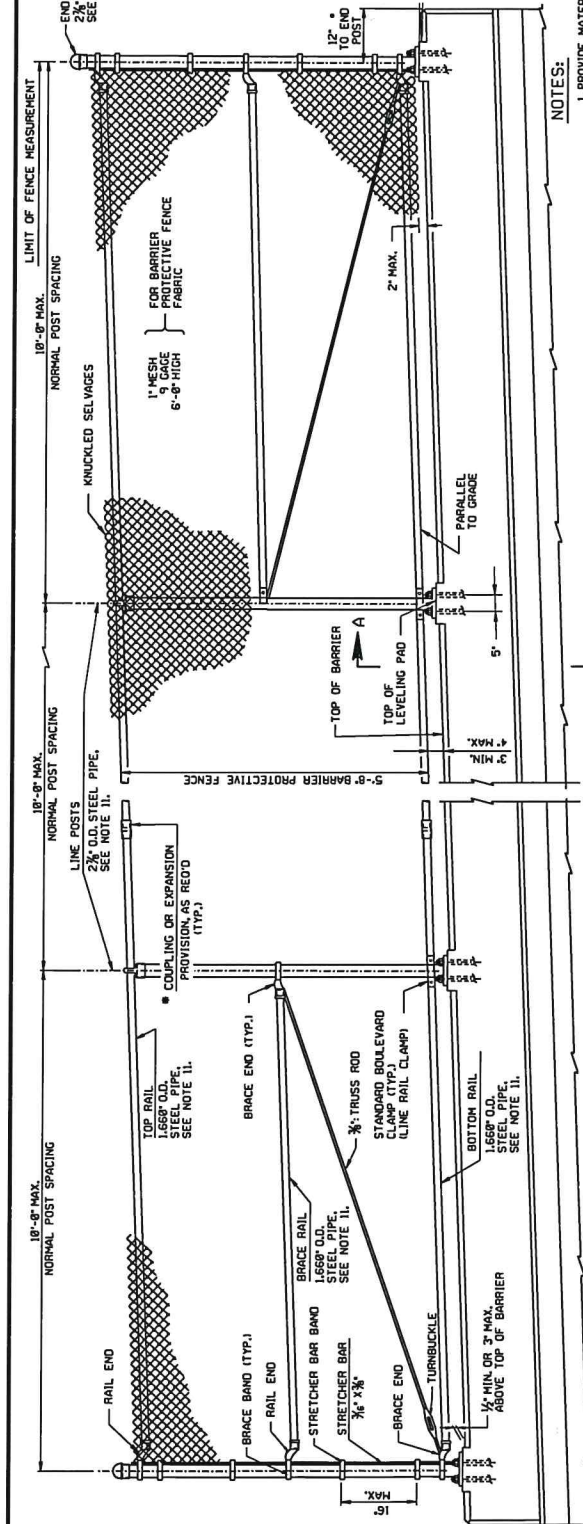 LIMIT OF FENCE MEASUREMENT
10'-0" MAX.
NORMAL POST SPACING
10'-0" MAX.
NORMAL POST SPACING
10'-0" MAX.
NORMAL POST SPACING
END
2⅞"
SEE
12" ±
TO END
POST
LINE POSTS
2⅞" O.D. STEEL PIPE.
SEE NOTE 11.
KNUCKLED SELVAGES
1" MESH
9 GAGE
6'-0" HIGH
FOR BARRIER
PROTECTIVE FENCE
FABRIC
* COUPLING OR EXPANSION
PROVISION, AS REQ'D
(TYP.)
RAIL END
TOP RAIL
1.660" O.D.
STEEL PIPE.
SEE NOTE 11.
BRACE END (TYP.)
BRACE BAND (TYP.)
RAIL END
BRACE RAIL
1.660" O.D.
STEEL PIPE.
SEE NOTE 11.
STRETCHER BAR BAND
STRETCHER BAR
3⁄16" X ¾"
⅜" TRUSS ROD
STANDARD BOULEVARD
CLAMP (TYP.)
(LINE RAIL CLAMP)
16"
MAX.
BRACE END
TURNBUCKLE
½" MIN. OR 3" MAX.
ABOVE TOP OF BARRIER
BOTTOM RAIL
1.660" O.D.
STEEL PIPE.
SEE NOTE 11.
5'-8" BARRIER PROTECTIVE FENCE
3" MIN.
4" MAX.
TOP OF BARRIER
A
TOP OF
LEVELING PAD
5"
PARALLEL
TO GRADE
2" MAX.
NOTES:
1. PROVIDE MATER